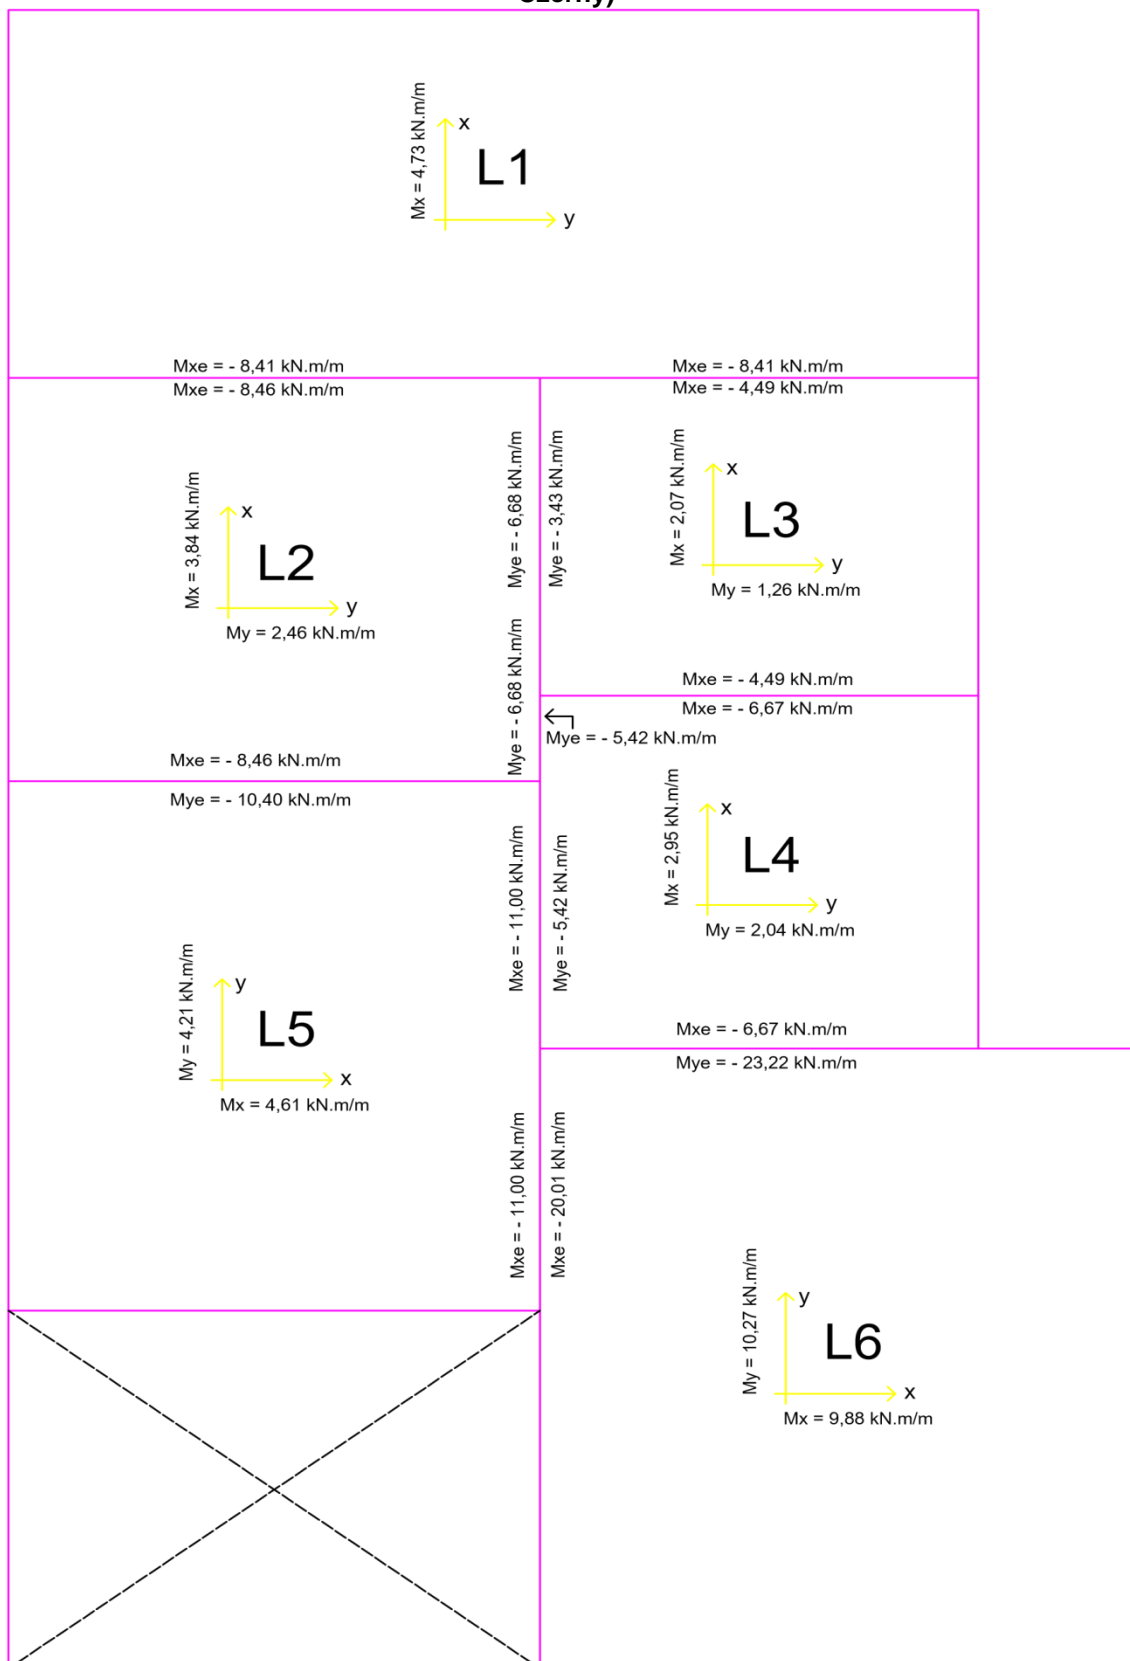 Mx = 4,73 kN.m/m
x
L1
y
Mxe = - 8,41 kN.m/m
Mxe = - 8,41 kN.m/m
Mxe = - 8,46 kN.m/m
Mxe = - 4,49 kN.m/m
Mx = 3,84 kN.m/m
x
L2
y
My = 2,46 kN.m/m
Mye = - 6,68 kN.m/m
Mye = - 3,43 kN.m/m
Mx = 2,07 kN.m/m
x
L3
y
My = 1,26 kN.m/m
Mye = - 6,68 kN.m/m
Mxe = - 4,49 kN.m/m
Mxe = - 6,67 kN.m/m
Mye = - 5,42 kN.m/m
Mxe = - 8,46 kN.m/m
Mye = - 10,40 kN.m/m
Mxe = - 11,00 kN.m/m
Mye = - 5,42 kN.m/m
Mx = 2,95 kN.m/m
x
L4
y
My = 2,04 kN.m/m
My = 4,21 kN.m/m
y
L5
x
Mx = 4,61 kN.m/m
Mxe = - 6,67 kN.m/m
Mye = - 23,22 kN.m/m
Mxe = - 11,00 kN.m/m
Mxe = - 20,01 kN.m/m
My = 10,27 kN.m/m
y
L6
x
Mx = 9,88 kN.m/m